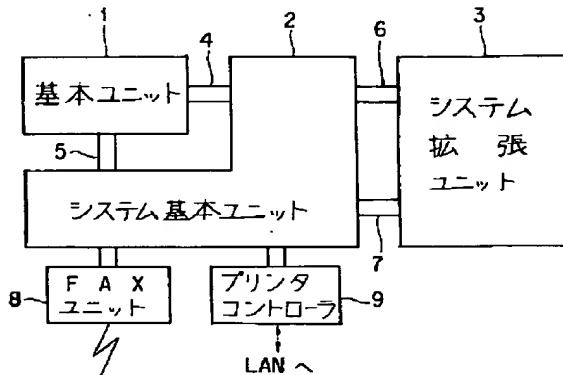 1
4
2
6
3
基本ユニット
5
システム
拡張
ユニット
システム基本ユニット
7
8
FAX
ユニット
プリンタ
コントローラ
9
LANへ